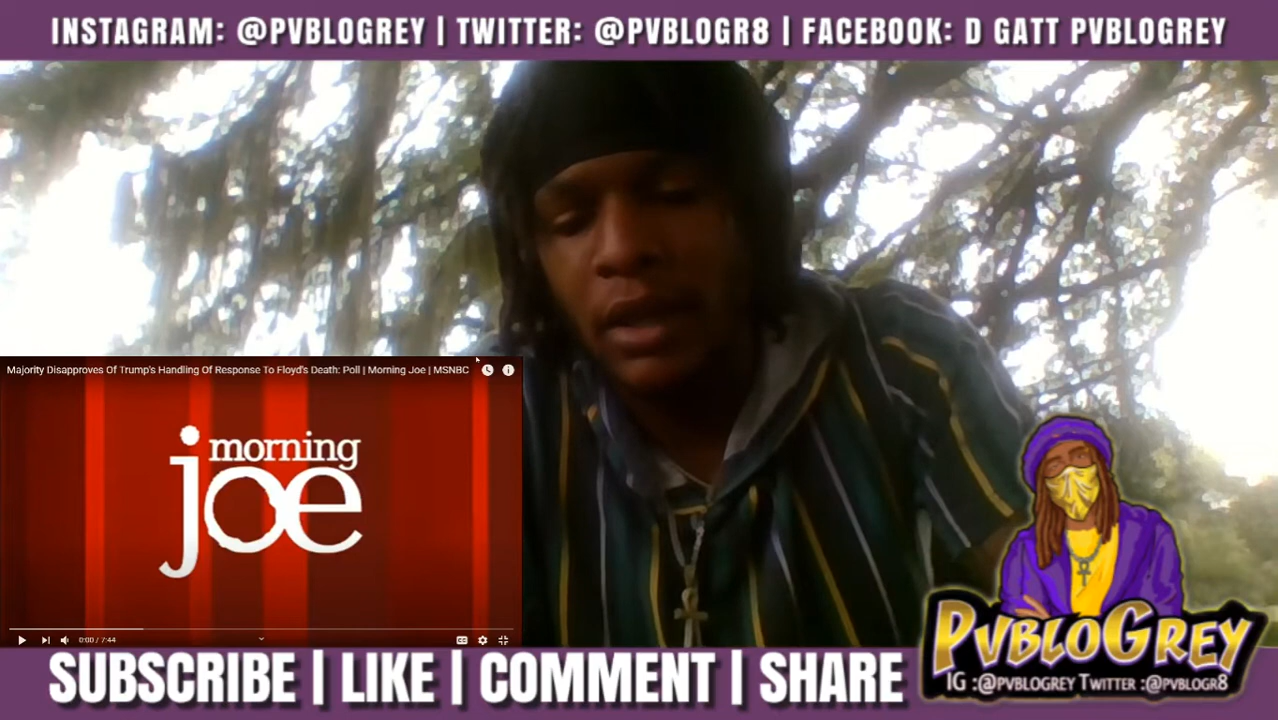 INSTAGRAM: @PVBLOGREY | TWITTER: @PVBLOGR8 | FACEBOOK: D GATT PVBLOGREY
Majority Disapproves Of Trump's Handling Of Response To Floyd's Death: Poll | Morning Joe | MSNBC
morning
joe
0:00 / 7:44
CC
PVBLOGREY
IG :@PVBLOGREY TWITTER :@PVBLOGR8
SUBSCRIBE | LIKE | COMMENT | SHARE